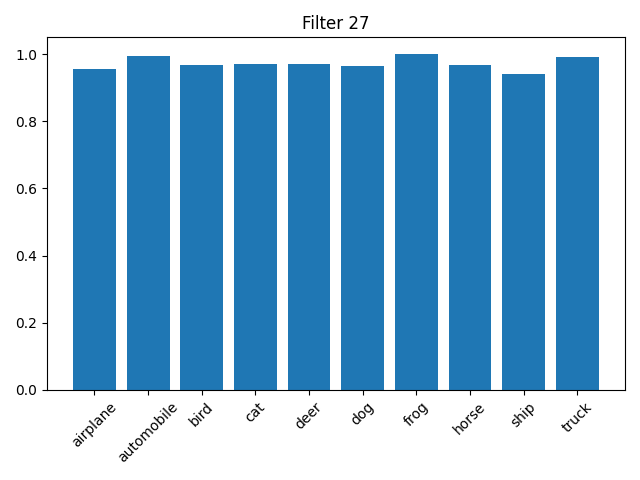 Filter 27
1.0
0.8
0.6
0.4
0.2
0.0
airplane
automobile
bird
cat
deer
dog
frog
horse
ship
truck